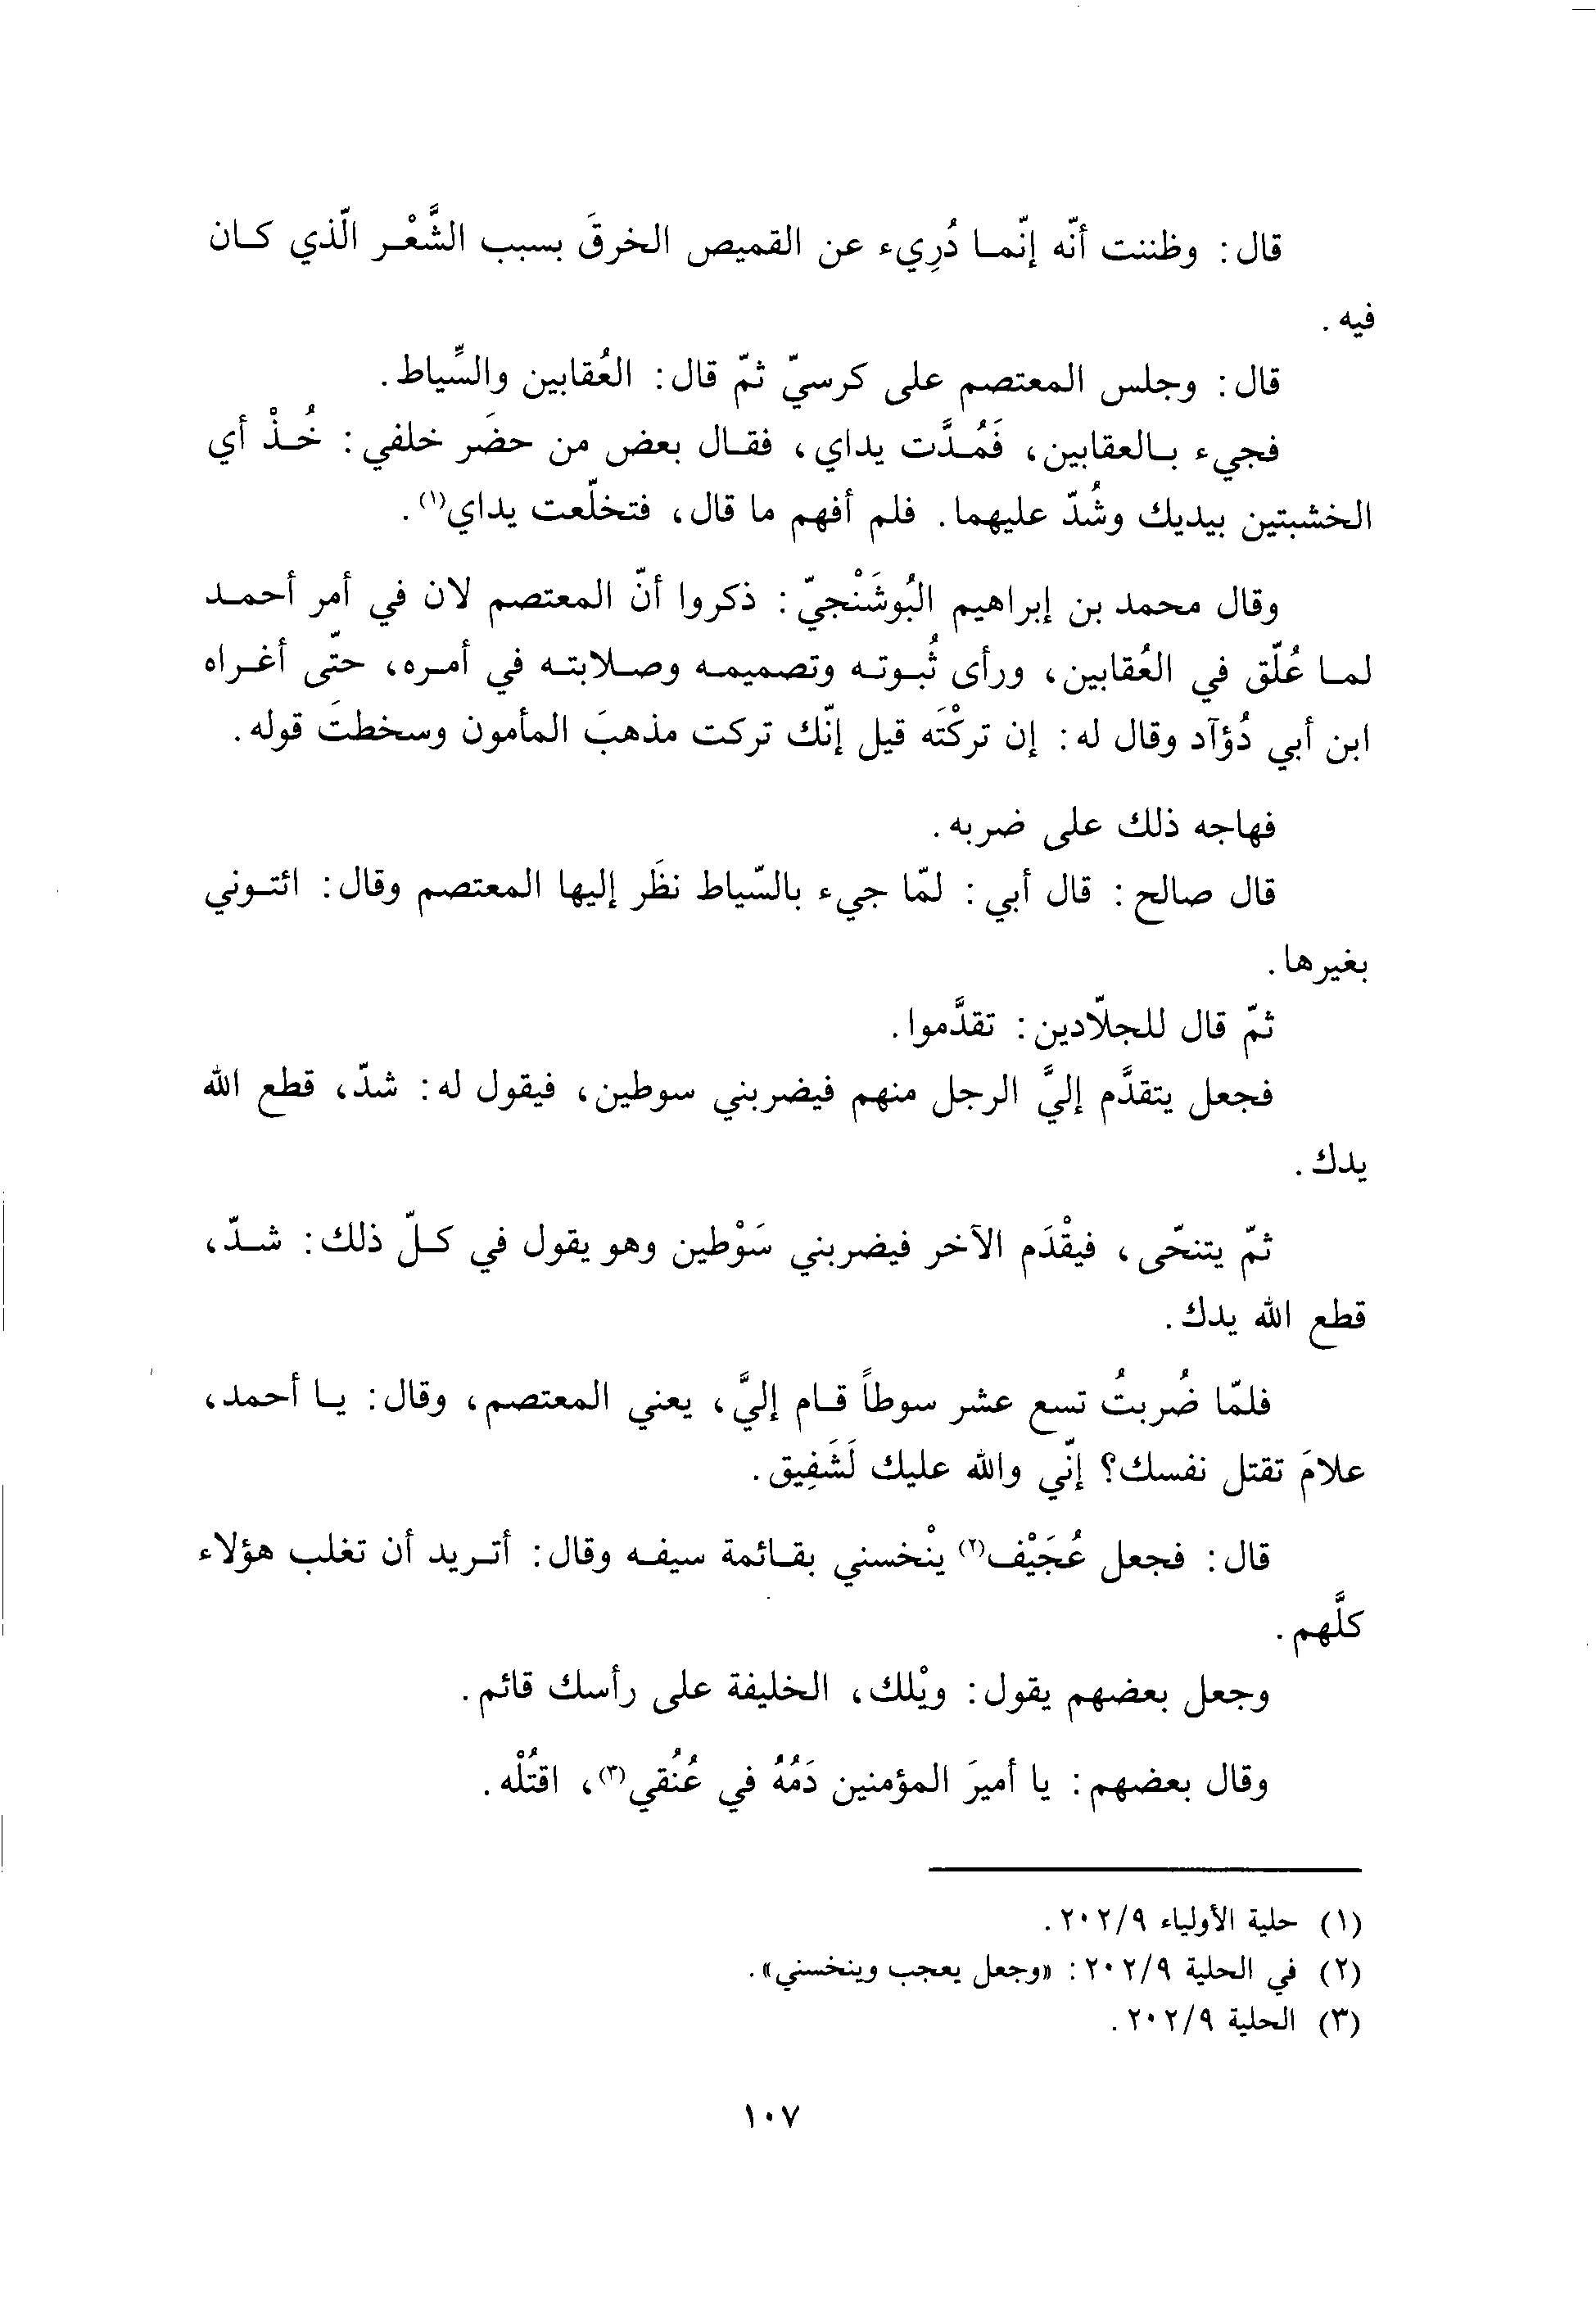 قال: وظننت أنّه إنّما دُرِيء عن القميص الخرقَ بسبب الشَّعْر الّذي كان
فيه.
قال: وجلس المعتصم على كرسيّ ثمّ قال: العُقابين والسِّياط.
فجيء بالعقابين، فَمُدَّت يداي، فقال بعض من حضَر خلفي: خُذْ أي
الخشبتين بيديك وشُدّ عليهما. فلم أفهم ما قال، فتخلّعت يداي(١).
وقال محمد بن إبراهيم البُوشَنْجيّ: ذكروا أنّ المعتصم لان في أمر أحمد
لما عُلّق في العُقابين، ورأى ثُبوته وتصميمه وصلابته في أمره، حتّى أغراه
ابن أبي دُؤآد وقال له: إن تركْتَه قيل إنّك تركت مذهبَ المأمون وسخطتَ قوله.
فهاجه ذلك على ضربه.
قال صالح: قال أبي: لمّا جيء بالسّياط نظَر إليها المعتصم وقال: ائتوني
بغيرها.
ثمّ قال للجلّادين: تقدَّموا.
فجعل يتقدَّم إليَّ الرجل منهم فيضربني سوطين، فيقول له: شدّ، قطع الله
يدك.
ثمّ يتنحّى، فيقْدَم الآخر فيضربني سَوْطين وهو يقول في كلّ ذلك: شدّ،
قطع الله يدك.
فلمّا ضُربتُ تسع عشر سوطاً قام إليَّ، يعني المعتصم، وقال: يا أحمد،
علامَ تقتل نفسك؟ إنّي والله عليك لَشَفِيق.
قال: فجعل عُجَيْف(٢) ينْخسني بقائمة سيفه وقال: أتريد أن تغلب هؤلاء
كلَّهم.
وجعل بعضهم يقول: ويْلك، الخليفة على رأسك قائم.
وقال بعضهم: يا أميرَ المؤمنين دَمُهُ في عُنُقي(٣)، اقتُلْه.
(١) حلية الأولياء ٢٠٢/٩.
(٢) في الحلية ٢٠٢/٩: «وجعل يعجب وينخسني».
(٣) الحلية ٢٠٢/٩.
١٠٧